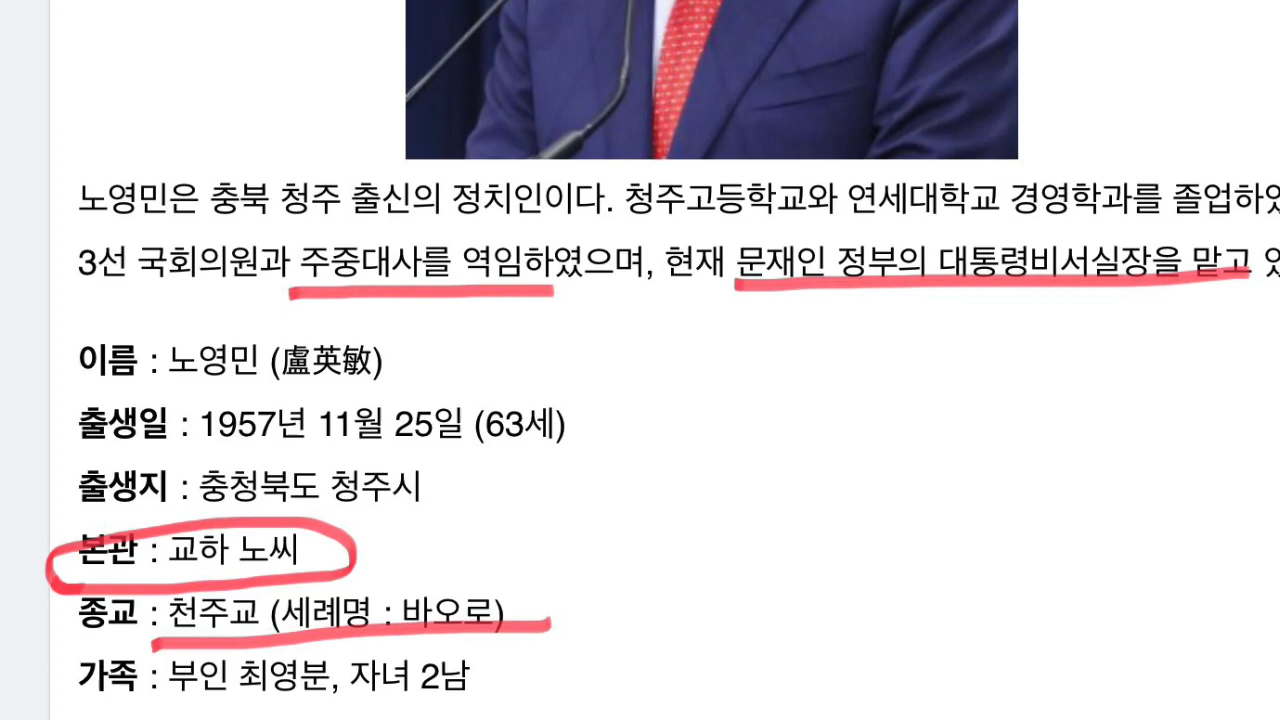 노영민은 충북 청주 출신의 정치인이다. 청주고등학교와 연세대학교 경영학과를 졸업하였
3선 국회의원과 주중대사를 역임하였으며, 현재 문재인 정부의 대통령비서실장을 맡고
이름 : 노영민 (盧英敏)
출생일 : 1957년 11월 25일 (63세)
출생지 : 충청북도 청주시
본관 : 교하 노씨
종교 : 천주교 (세례명 : 바오로)
가족 : 부인 최영분, 자녀 2남